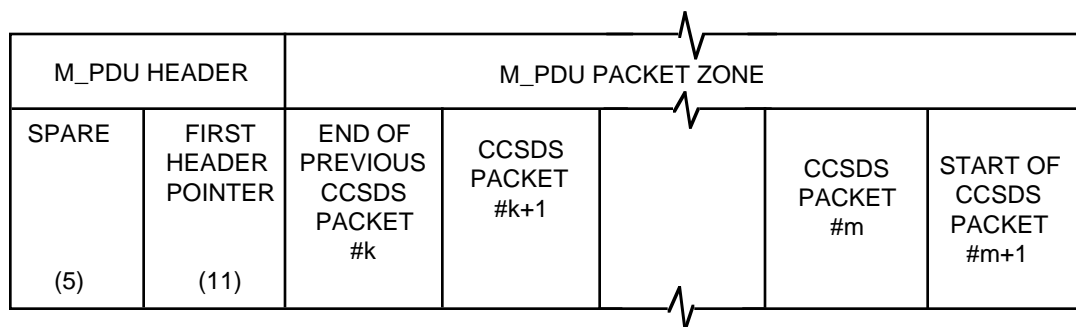 M_PDU HEADER
M_PDU PACKET ZONE
SPARE
(5)
FIRST
HEADER
POINTER
(11)
END OF
PREVIOUS
CCSDS
PACKET
#k
CCSDS
PACKET
#k+1
CCSDS
PACKET
#m
START OF
CCSDS
PACKET
#m+1